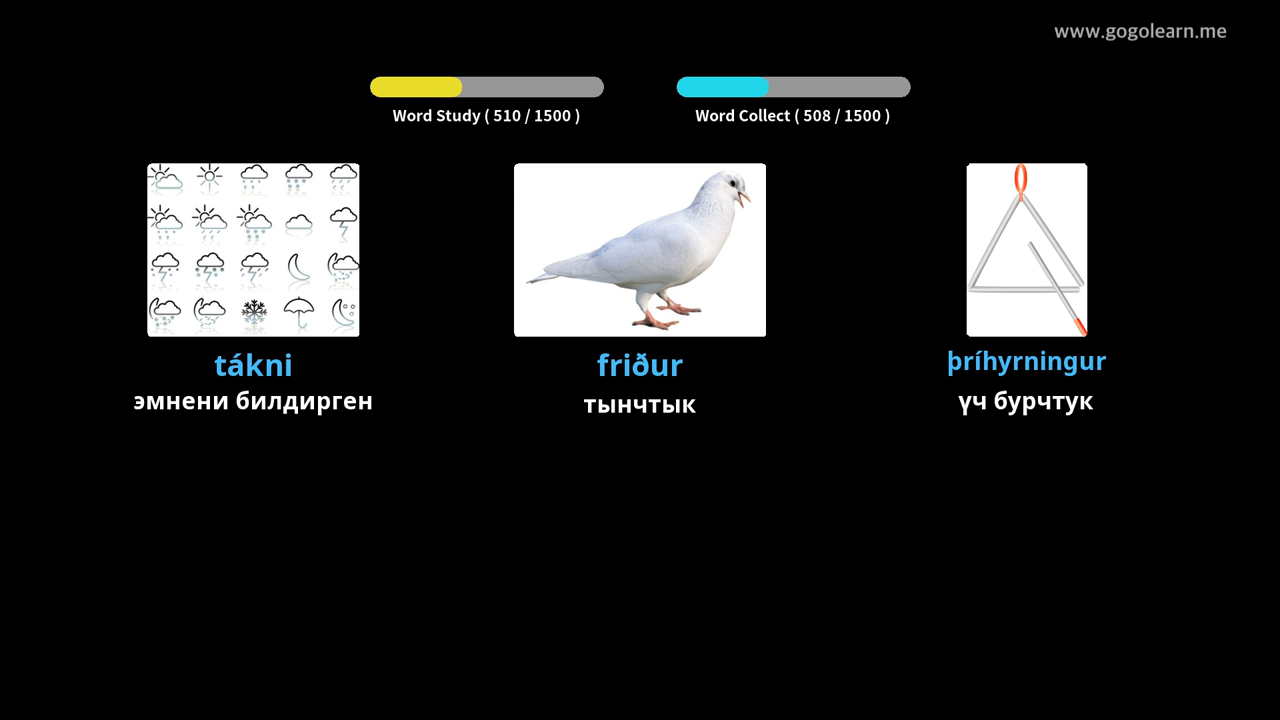 www.gogolearn.me
Word Study ( 510 / 1500 )
Word Collect ( 508 / 1500 )
tákni
friður
þríhyrningur
эмнени билдирген
тынчтык
үч бурчтук